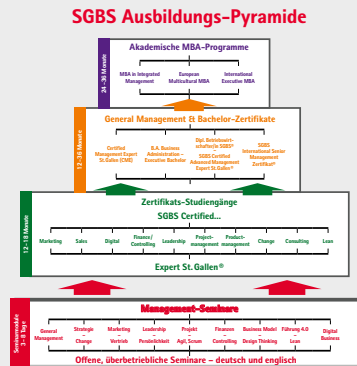 SGBS Ausbildungs-Pyramide
24-36 Monate
Akademische MBA-Programme
MBA in Integrated Management
European Multicultural MBA
International Executive MBA
12-36 Monate
General Management & Bachelor-Zertifikate
Certified Management Expert St.Gallen (CME)
B.A. Business Administration – Executive Bachelor
Dipl. Betriebswirt-schafter/in SGBS® – SGBS Certified Advanced Management Expert St.Gallen®
SGBS International Senior Management Zertifikat®
12-18 Monate
Zertifikats-Studiengänge
SGBS Certified...
Marketing
Sales
Digital
Finance/ Controlling
Leadership
Project-management
Product-management
Change
Consulting
Lean
Expert St.Gallen®
Seminarmodule 3-8 Tage
Management-Seminare
General Management
Strategie Change
Marketing Vertrieb
Leadership Persönlichkeit
Projekt Agil, Scrum
Finanzen Controlling
Business Model Design Thinking
Führung 4.0 Lean
Digital Business
Offene, überbetriebliche Seminare – deutsch und englisch